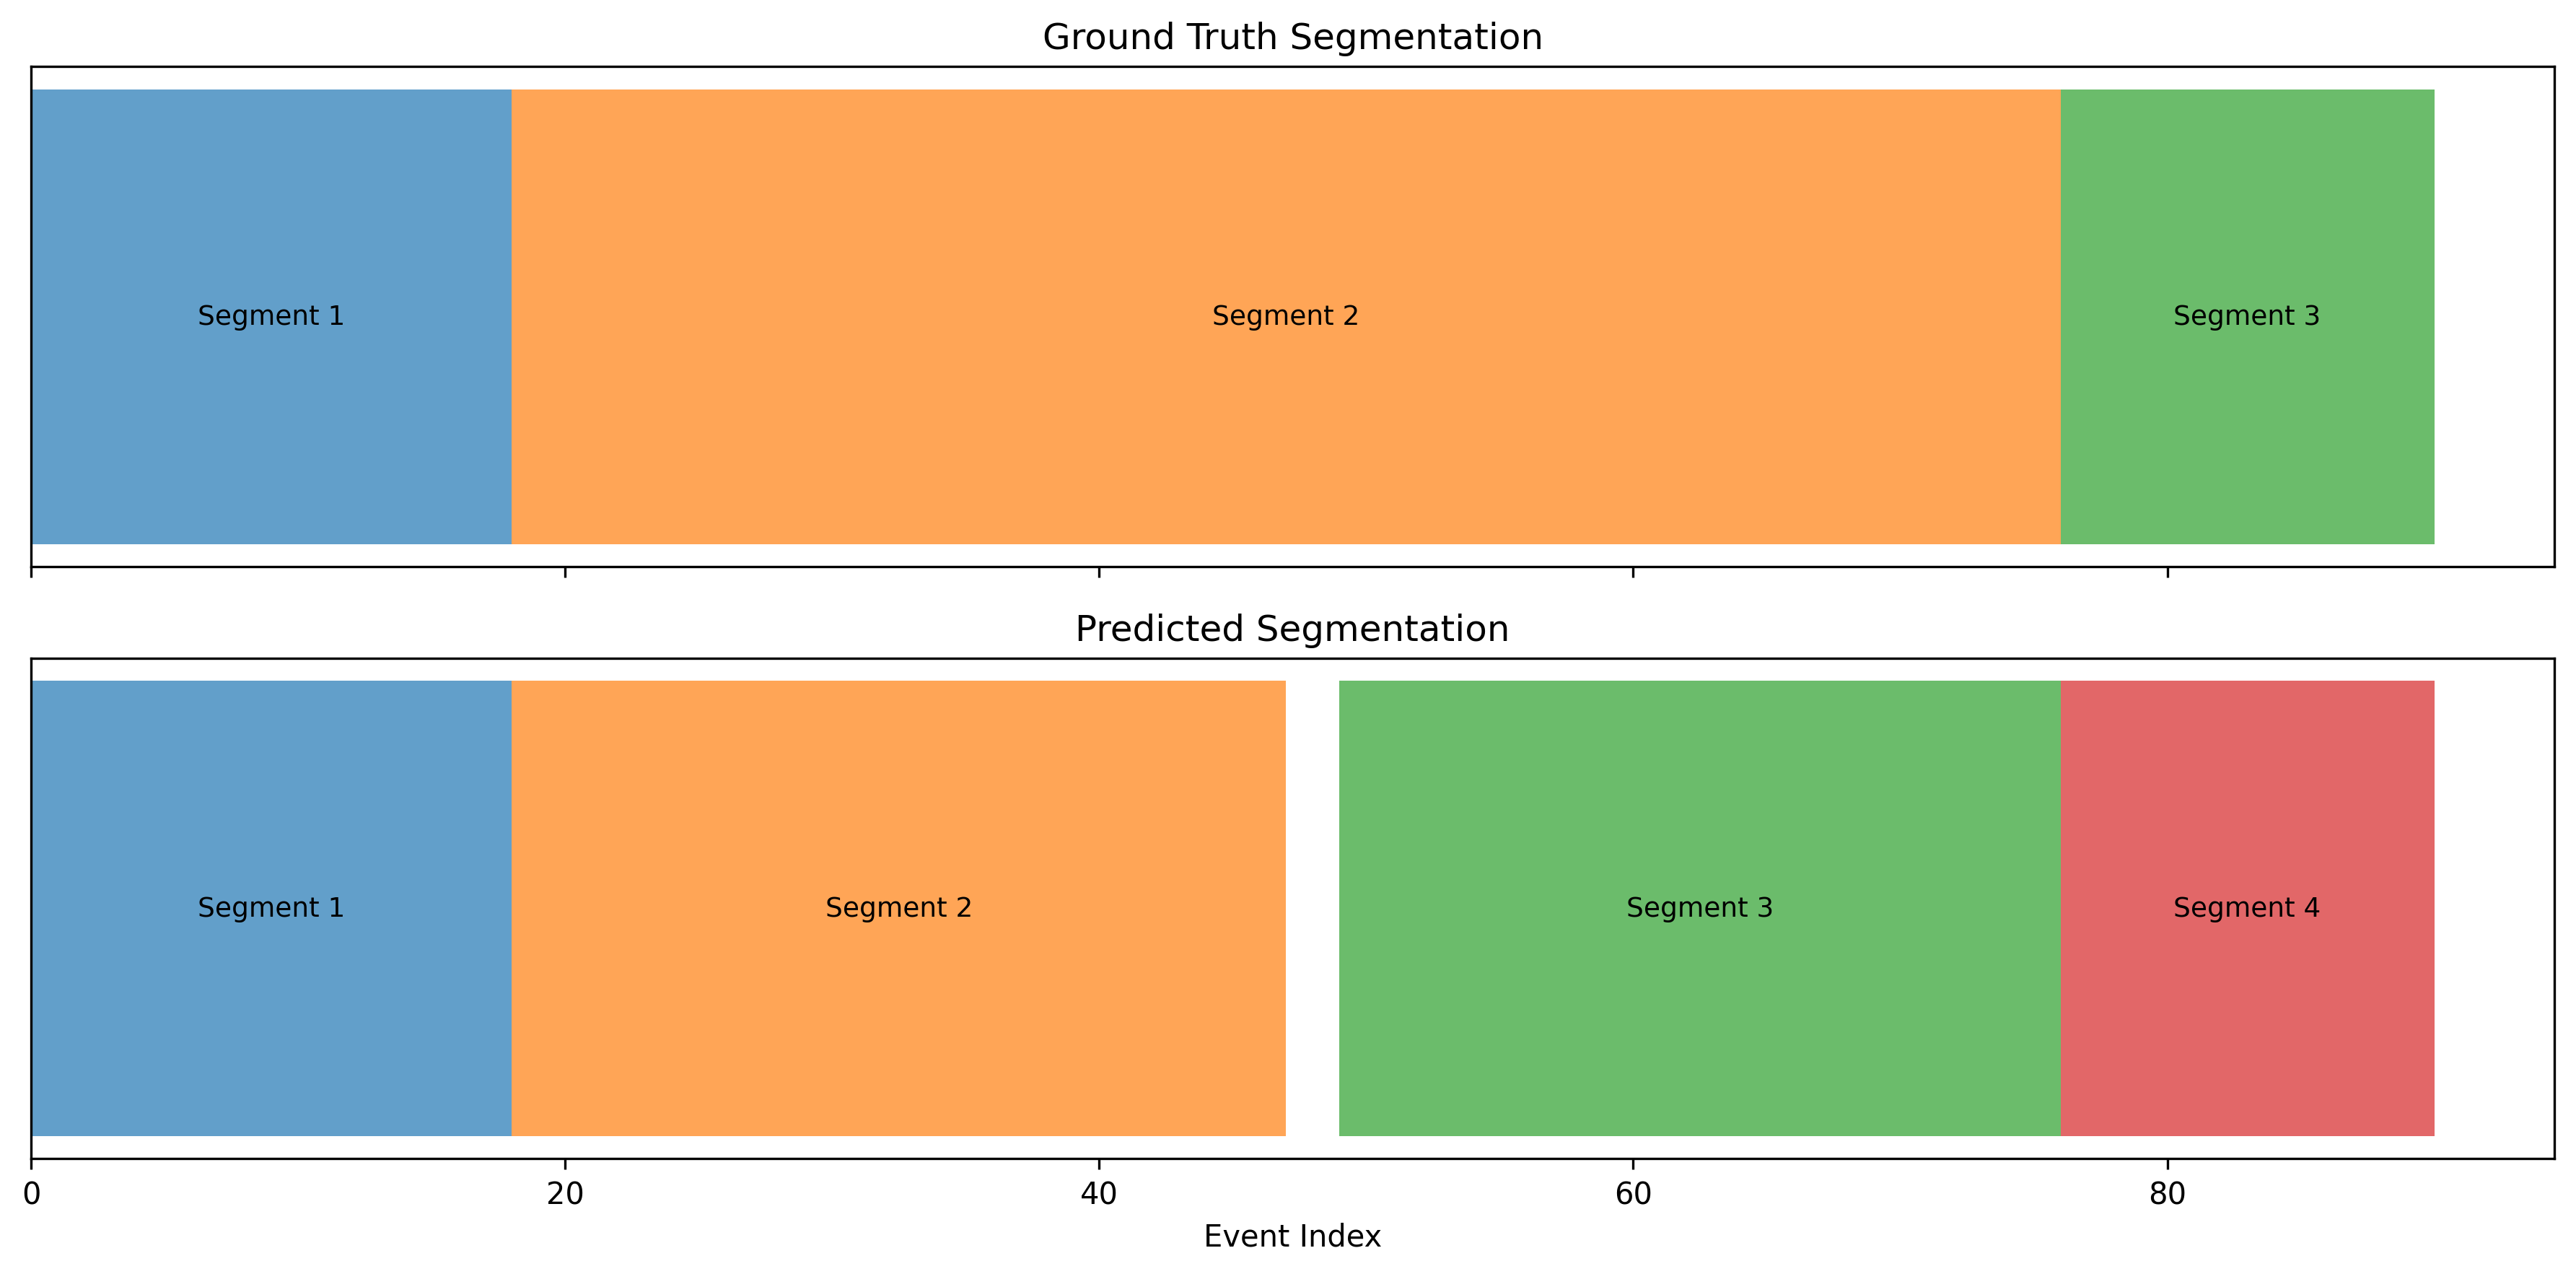 Ground Truth Segmentation
Segment 1 Segment 2 Segment 3
Predicted Segmentation
Segment 1 Segment 2 Segment 3 Segment 4
0 20 40 60 80
Event Index